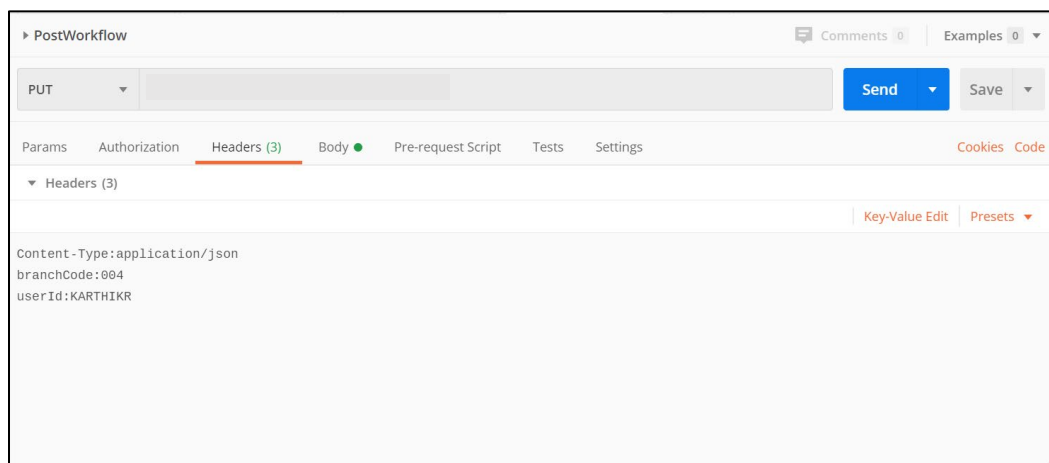 PostWorkflow Comments 0 Examples 0
PUT Send Save
Params Authorization Headers (3) Body Pre-request Script Tests Settings Cookies Code
Headers (3)
Key-Value Edit Presets
Content-Type:application/json
branchCode:004
userId:KARTHIKR